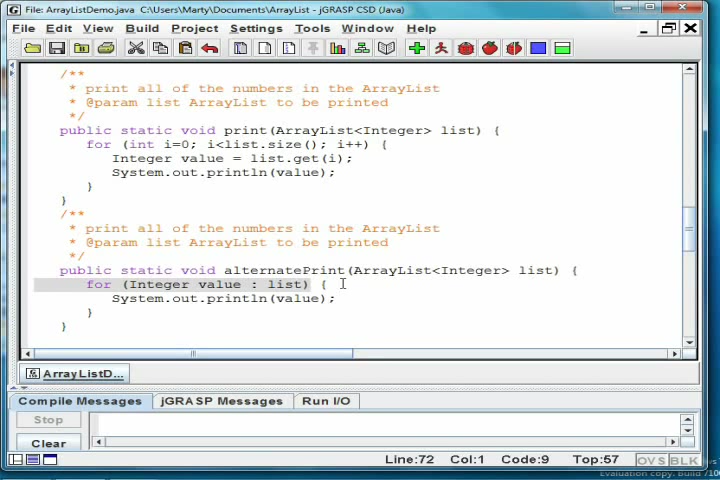 File: ArrayListDemo.java C:\Users\Marty\Documents\ArrayList - jGRASP CSD (Java)
File Edit View Build Project Settings Tools Window Help
/**
* print all of the numbers in the ArrayList
* @param list ArrayList to be printed
*/
public static void print(ArrayList<Integer> list) {
for (int i=0; i<list.size(); i++) {
Integer value = list.get(i);
System.out.println(value);
}
}
/**
* print all of the numbers in the ArrayList
* @param list ArrayList to be printed
*/
public static void alternatePrint(ArrayList<Integer> list) {
for (Integer value : list) {
System.out.println(value);
}
}
ArrayListD...
Compile Messages jGRASP Messages Run I/O
Stop
Clear
Line:72 Col:1 Code:9 Top:57 OVS BLK
Evaluation copy. Build